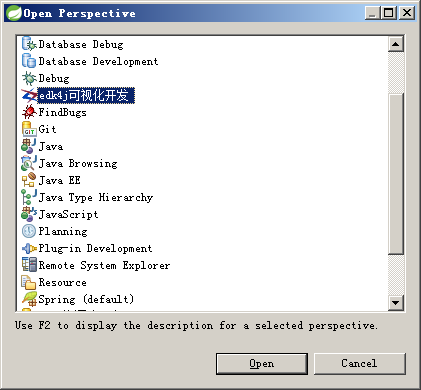 Open Perspective
Database Debug
Database Development
Debug
edk4j可视化开发
FindBugs
Git
Java
Java Browsing
Java EE
Java Type Hierarchy
JavaScript
Planning
Plug-in Development
Remote System Explorer
Resource
Spring (default)
Use F2 to display the description for a selected perspective.
Open
Cancel